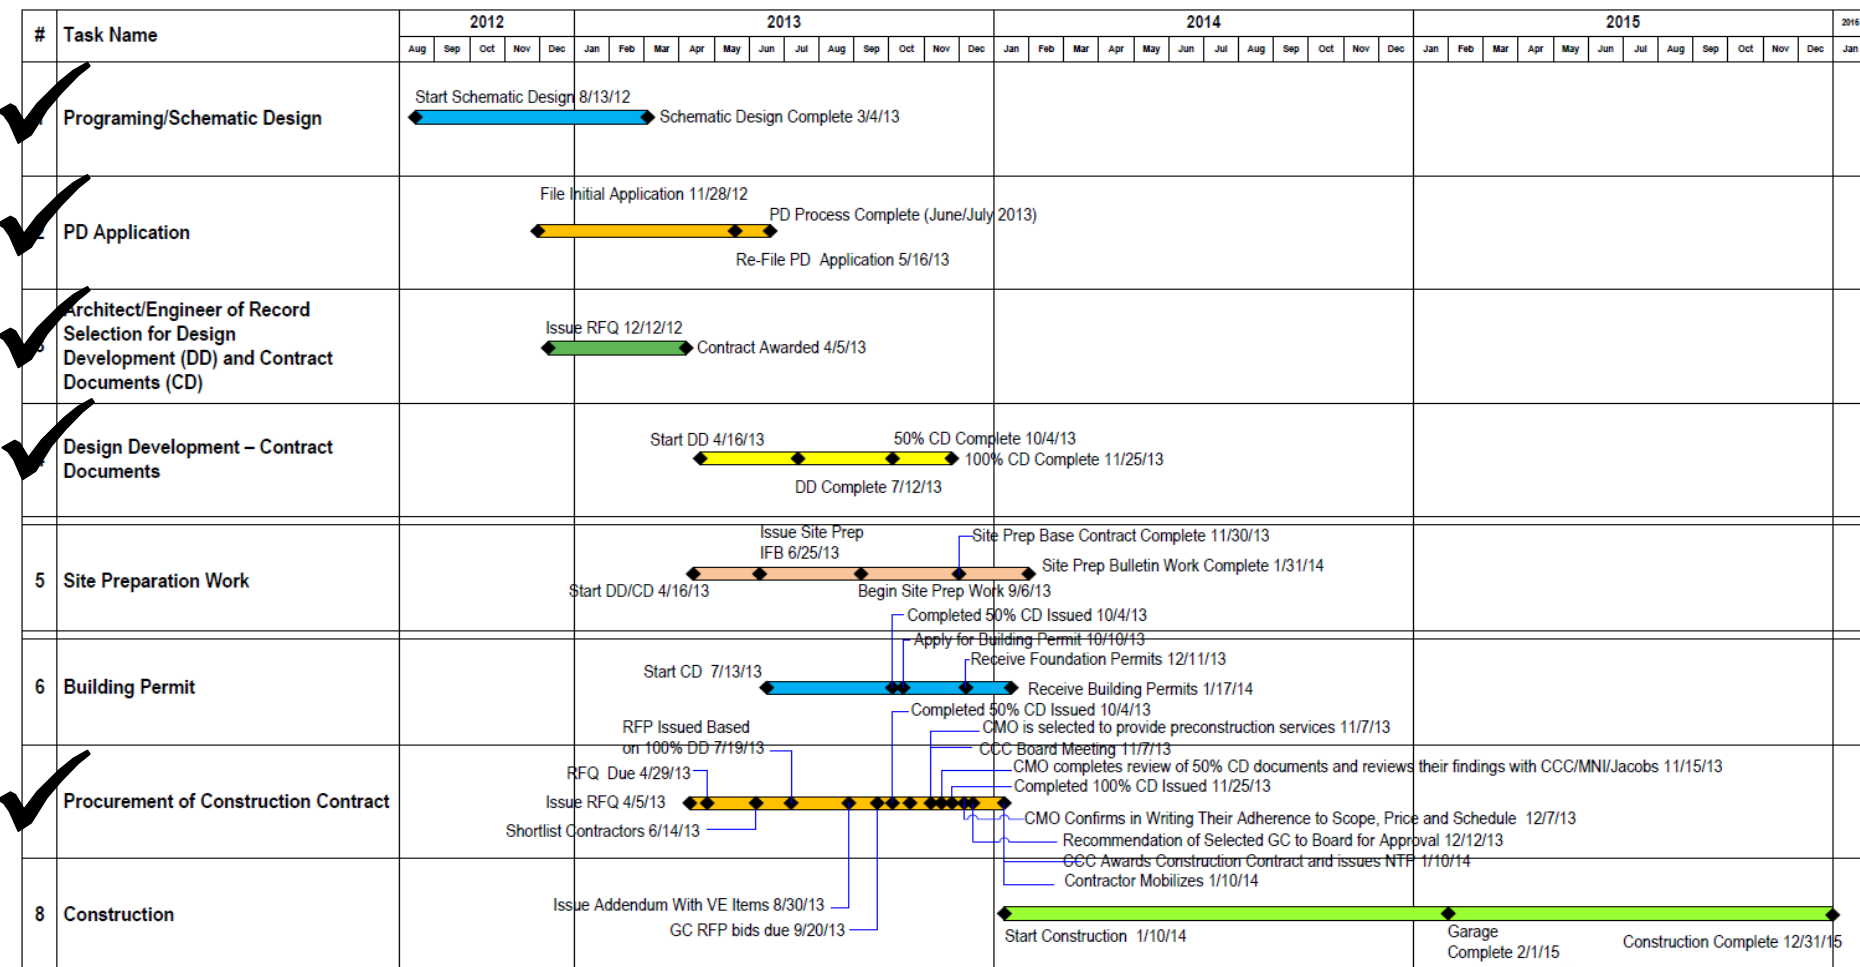 # Task Name 2012 2013 2014 2015 2016
Aug Sep Oct Nov Dec Jan Feb Mar Apr May Jun Jul Aug Sep Oct Nov Dec Jan Feb Mar Apr May Jun Jul Aug Sep Oct Nov Dec Jan Feb Mar Apr May Jun Jul Aug Sep Oct Nov Dec Jan
Programing/Schematic Design
Start Schematic Design 8/13/12
Schematic Design Complete 3/4/13
PD Application
File Initial Application 11/28/12
PD Process Complete (June/July 2013)
Re-File PD Application 5/16/13
Architect/Engineer of Record
Selection for Design
Development (DD) and Contract
Documents (CD)
Issue RFQ 12/12/12
Contract Awarded 4/5/13
Design Development – Contract
Documents
Start DD 4/16/13
50% CD Complete 10/4/13
100% CD Complete 11/25/13
DD Complete 7/12/13
5 Site Preparation Work
Issue Site Prep
IFB 6/25/13
Site Prep Base Contract Complete 11/30/13
Site Prep Bulletin Work Complete 1/31/14
Start DD/CD 4/16/13
Begin Site Prep Work 9/6/13
6 Building Permit
Completed 50% CD Issued 10/4/13
Apply for Building Permit 10/10/13
Receive Foundation Permits 12/11/13
Start CD 7/13/13
Receive Building Permits 1/17/14
Procurement of Construction Contract
Completed 50% CD Issued 10/4/13
RFP Issued Based
on 100% DD 7/19/13
CMO is selected to provide preconstruction services 11/7/13
CCC Board Meeting 11/7/13
RFQ Due 4/29/13
CMO completes review of 50% CD documents and reviews their findings with CCC/MNI/Jacobs 11/15/13
Completed 100% CD Issued 11/25/13
Issue RFQ 4/5/13
CMO Confirms in Writing Their Adherence to Scope, Price and Schedule 12/7/13
Shortlist Contractors 6/14/13
Recommendation of Selected GC to Board for Approval 12/12/13
CCC Awards Construction Contract and issues NTP 1/10/14
Contractor Mobilizes 1/10/14
Issue Addendum With VE Items 8/30/13
GC RFP bids due 9/20/13
8 Construction
Start Construction 1/10/14
Garage
Complete 2/1/15
Construction Complete 12/31/15